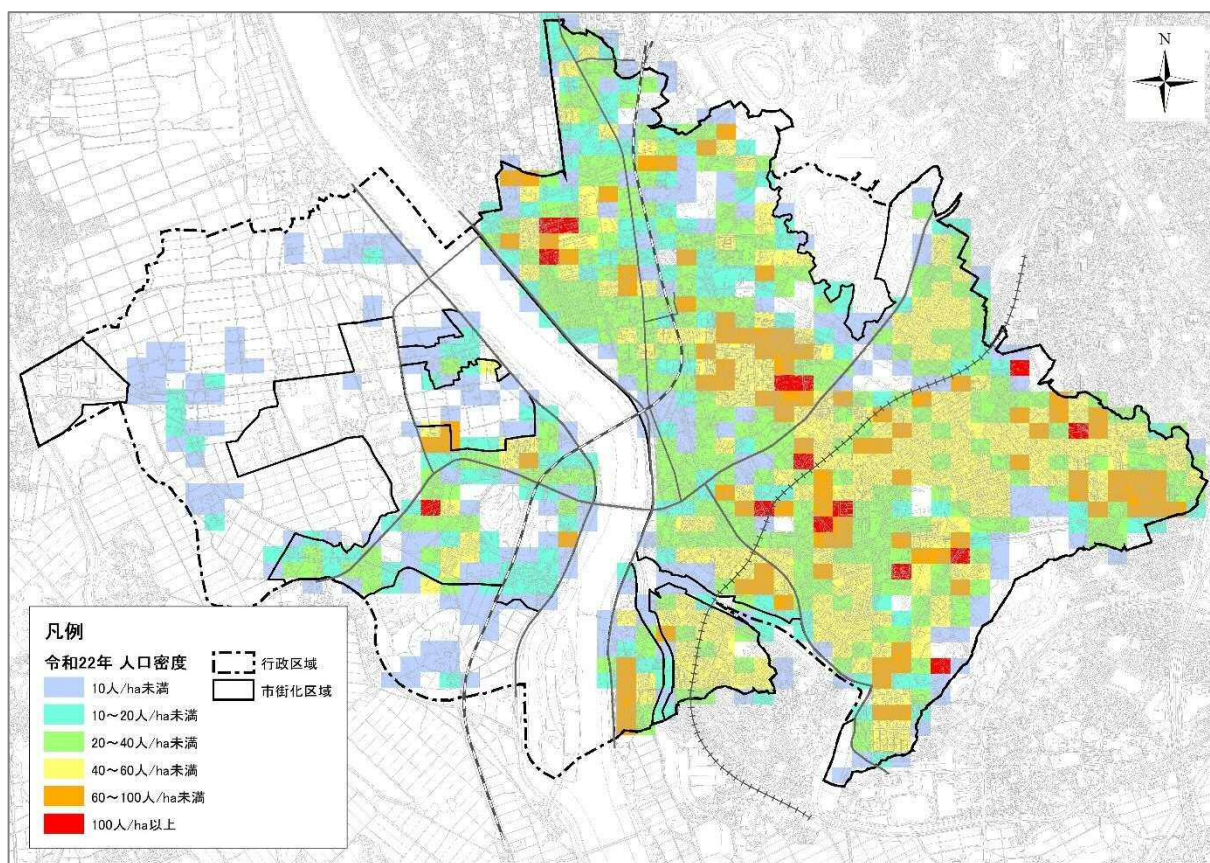 N
凡例
令和22年 人口密度
10人/ha未満
10～20人/ha未満
20～40人/ha未満
40～60人/ha未満
60～100人/ha未満
100人/ha以上
行政区域
市街化区域